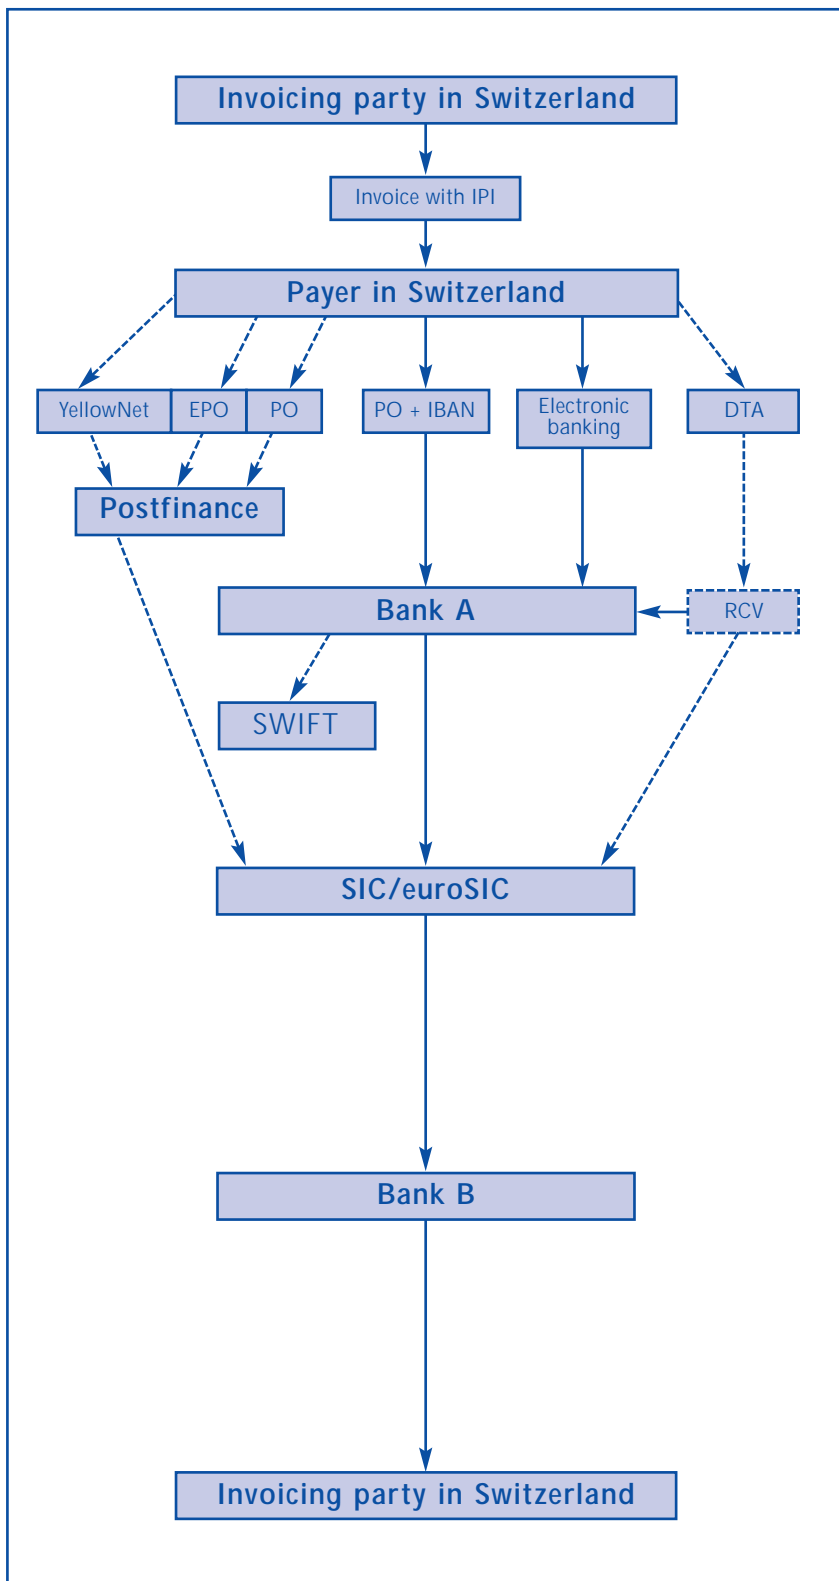 Invoicing party in Switzerland
Invoice with IPI
Payer in Switzerland
YellowNet
EPO
PO
PO + IBAN
Electronic
banking
DTA
Postfinance
Bank A
RCV
SWIFT
SIC/euroSIC
Bank B
Invoicing party in Switzerland